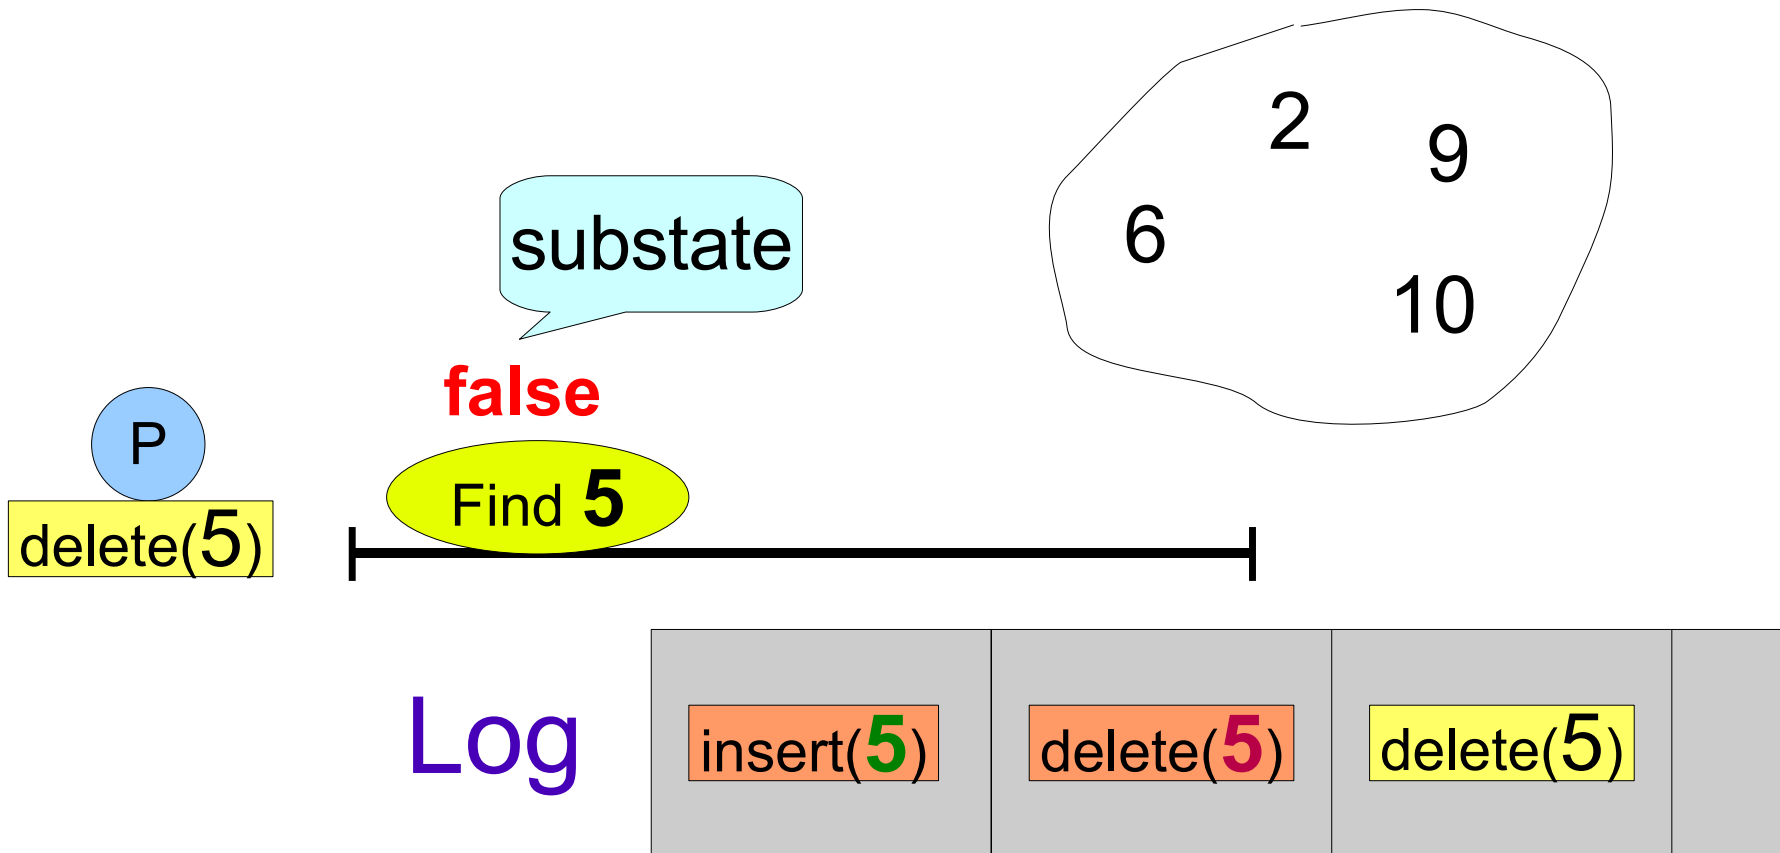 2
9
6
10
substate
false
P
Find 5
delete(5)
Log
insert(5)
delete(5)
delete(5)